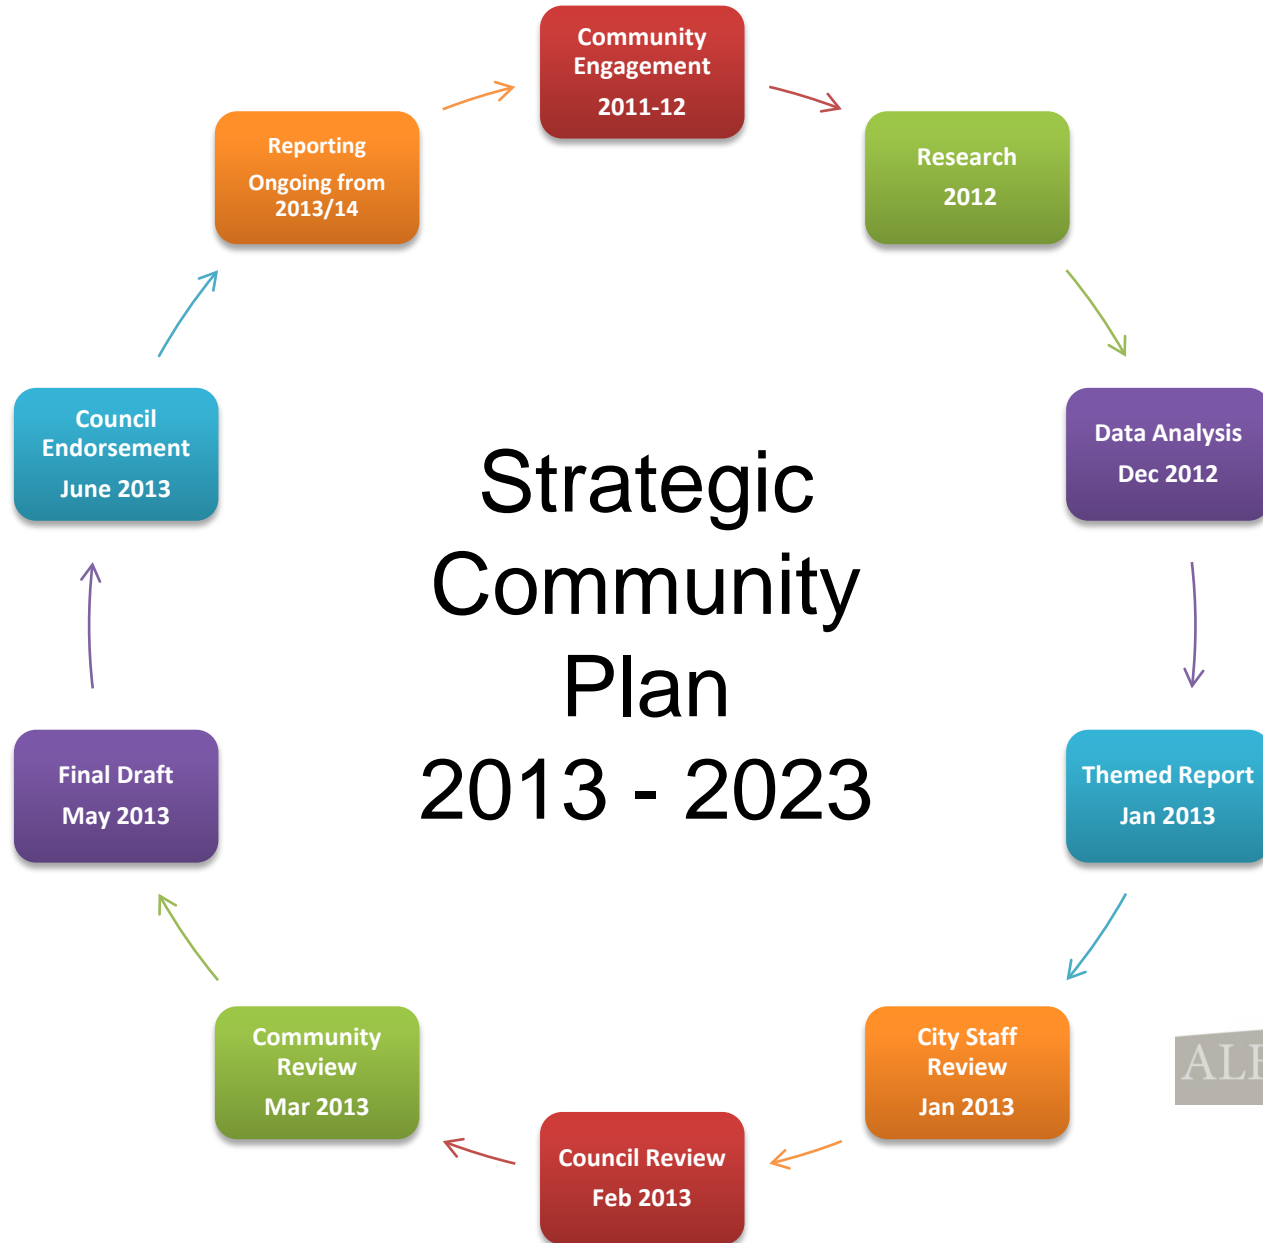 Community
Engagement
2011-12
Research
2012
Data Analysis
Dec 2012
Themed Report
Jan 2013
City Staff
Review
Jan 2013
Council Review
Feb 2013
Community
Review
Mar 2013
Final Draft
May 2013
Council
Endorsement
June 2013
Reporting
Ongoing from
2013/14
Strategic
Community
Plan
2013 - 2023